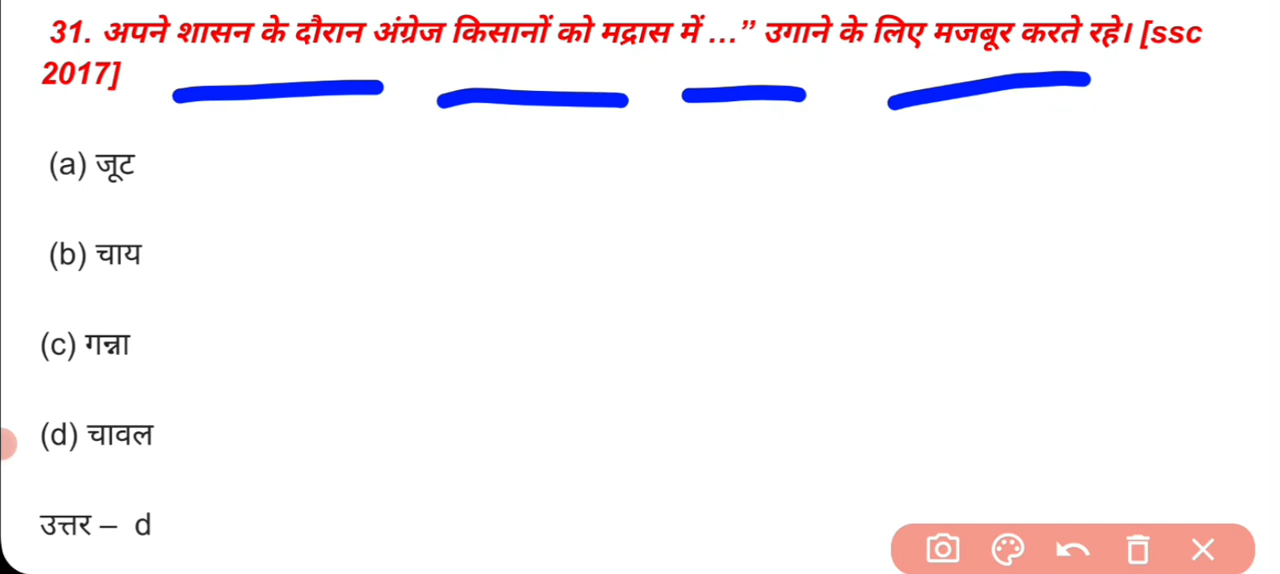 31. अपने शासन के दौरान अंग्रेज किसानों को मद्रास में ...” उगाने के लिए मजबूर करते रहे। [ssc
2017]
(a) जूट
(b) चाय
(c) गन्ना
(d) चावल
उत्तर – d